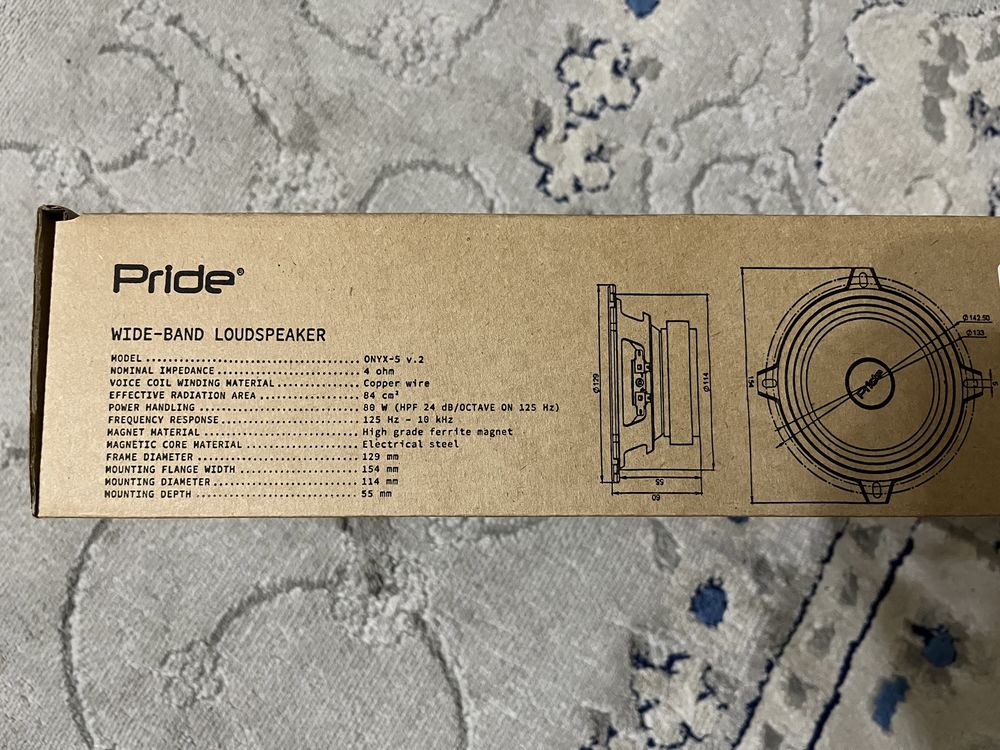 Pride®
WIDE-BAND LOUDSPEAKER
MODEL ........................................ ONYX-5 v.2
NOMINAL IMPEDANCE ........................ 4 ohm
VOICE COIL WINDING MATERIAL ............. Copper wire
EFFECTIVE RADIATION AREA ................ 84 cm²
POWER HANDLING ........................... 80 W (HPF 24 dB/OCTAVE ON 125 Hz)
FREQUENCY RESPONSE ....................... 125 Hz - 10 kHz
MAGNET MATERIAL .......................... High grade ferrite magnet
MAGNETIC CORE MATERIAL .................. Electrical steel
FRAME DIAMETER ........................... 129 mm
MOUNTING FLANGE WIDTH ................... 154 mm
MOUNTING DIAMETER ........................ 114 mm
MOUNTING DEPTH ........................... 55 mm
Ø129
Ø114
55
60
154
Ø142.50
Ø133
Pride